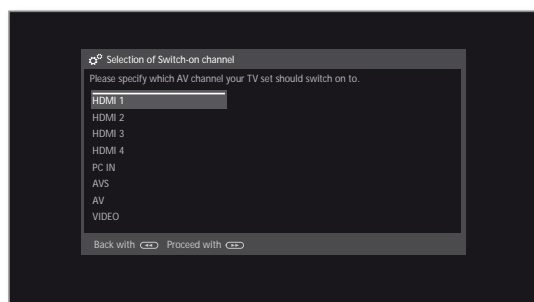 Selection of Switch-on channel
Please specify which AV channel your TV set should switch on to.
HDMI 1
HDMI 2
HDMI 3
HDMI 4
PC IN
AVS
AV
VIDEO
Back with Proceed with